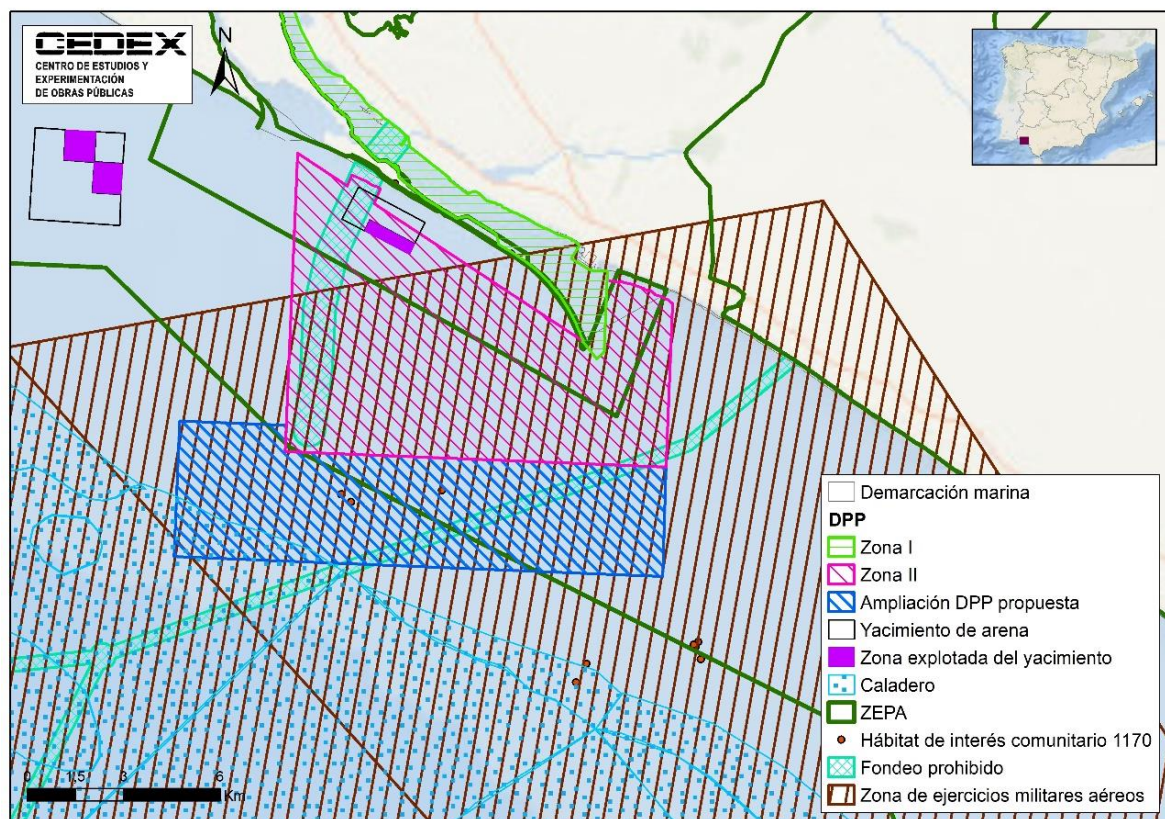 CEDEX
CENTRO DE ESTUDIOS Y
EXPERIMENTACIÓN
DE OBRAS PÚBLICAS
N
Demarcación marina
DPP
Zona I
Zona II
Ampliación DPP propuesta
Yacimiento de arena
Zona explotada del yacimiento
Caladero
ZEPA
Hábitat de interés comunitario 1170
Fondeo prohibido
Zona de ejercicios militares aéreos
0 1.5 3 6
Km